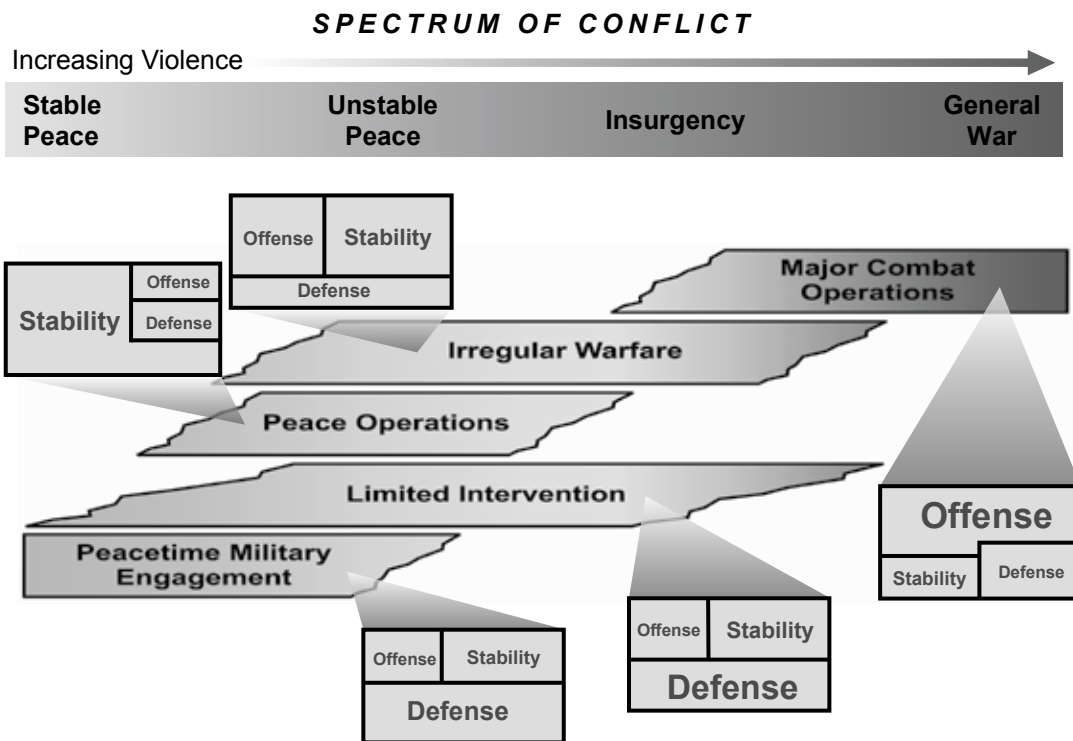 SPECTRUM OF CONFLICT
Increasing Violence
Stable
Peace
Unstable
Peace
Insurgency
General
War
Offense
Stability
Defense
Stability
Offense
Defense
Major Combat
Operations
Irregular Warfare
Peace Operations
Limited Intervention
Peacetime Military
Engagement
Offense
Stability
Defense
Offense
Stability
Defense
Offense
Stability
Defense